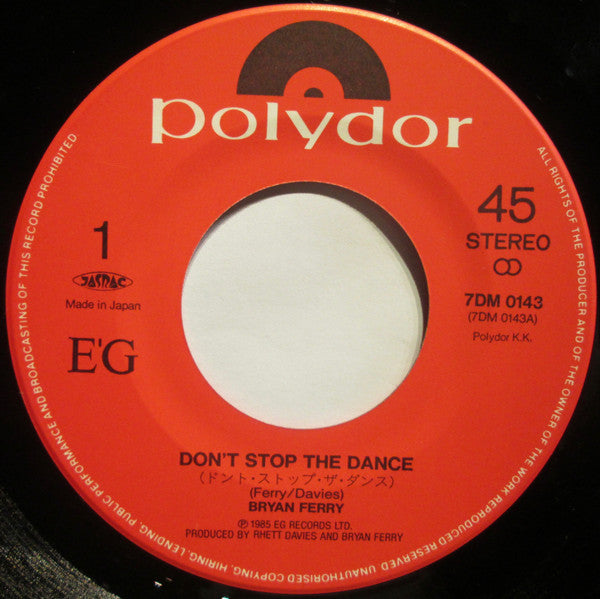 polydor
1
JASRAC
Made in Japan
E'G
45
STEREO
7DM 0143
(7DM 0143A)
Polydor K.K.
DON'T STOP THE DANCE
(ドント・ストップ・ザ・ダンス)
(Ferry/Davies)
BRYAN FERRY
℗ 1985 EG RECORDS LTD.
PRODUCED BY RHETT DAVIES AND BRYAN FERRY
ALL RIGHTS OF THE PRODUCER AND OF THE OWNER OF THE WORK REPRODUCED RESERVED. UNAUTHORISED COPYING, HIRING, LENDING, PUBLIC PERFORMANCE AND BROADCASTING OF THIS RECORD PROHIBITED